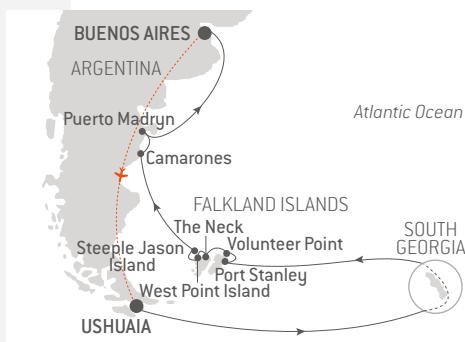 BUENOS AIRES
ARGENTINA
Atlantic Ocean
Puerto Madryn
Camarones
FALKLAND ISLANDS
The Neck
Steeple Jason
Island
Volunteer Point
SOUTH
GEORGIA
Port Stanley
West Point Island
USHUAIA